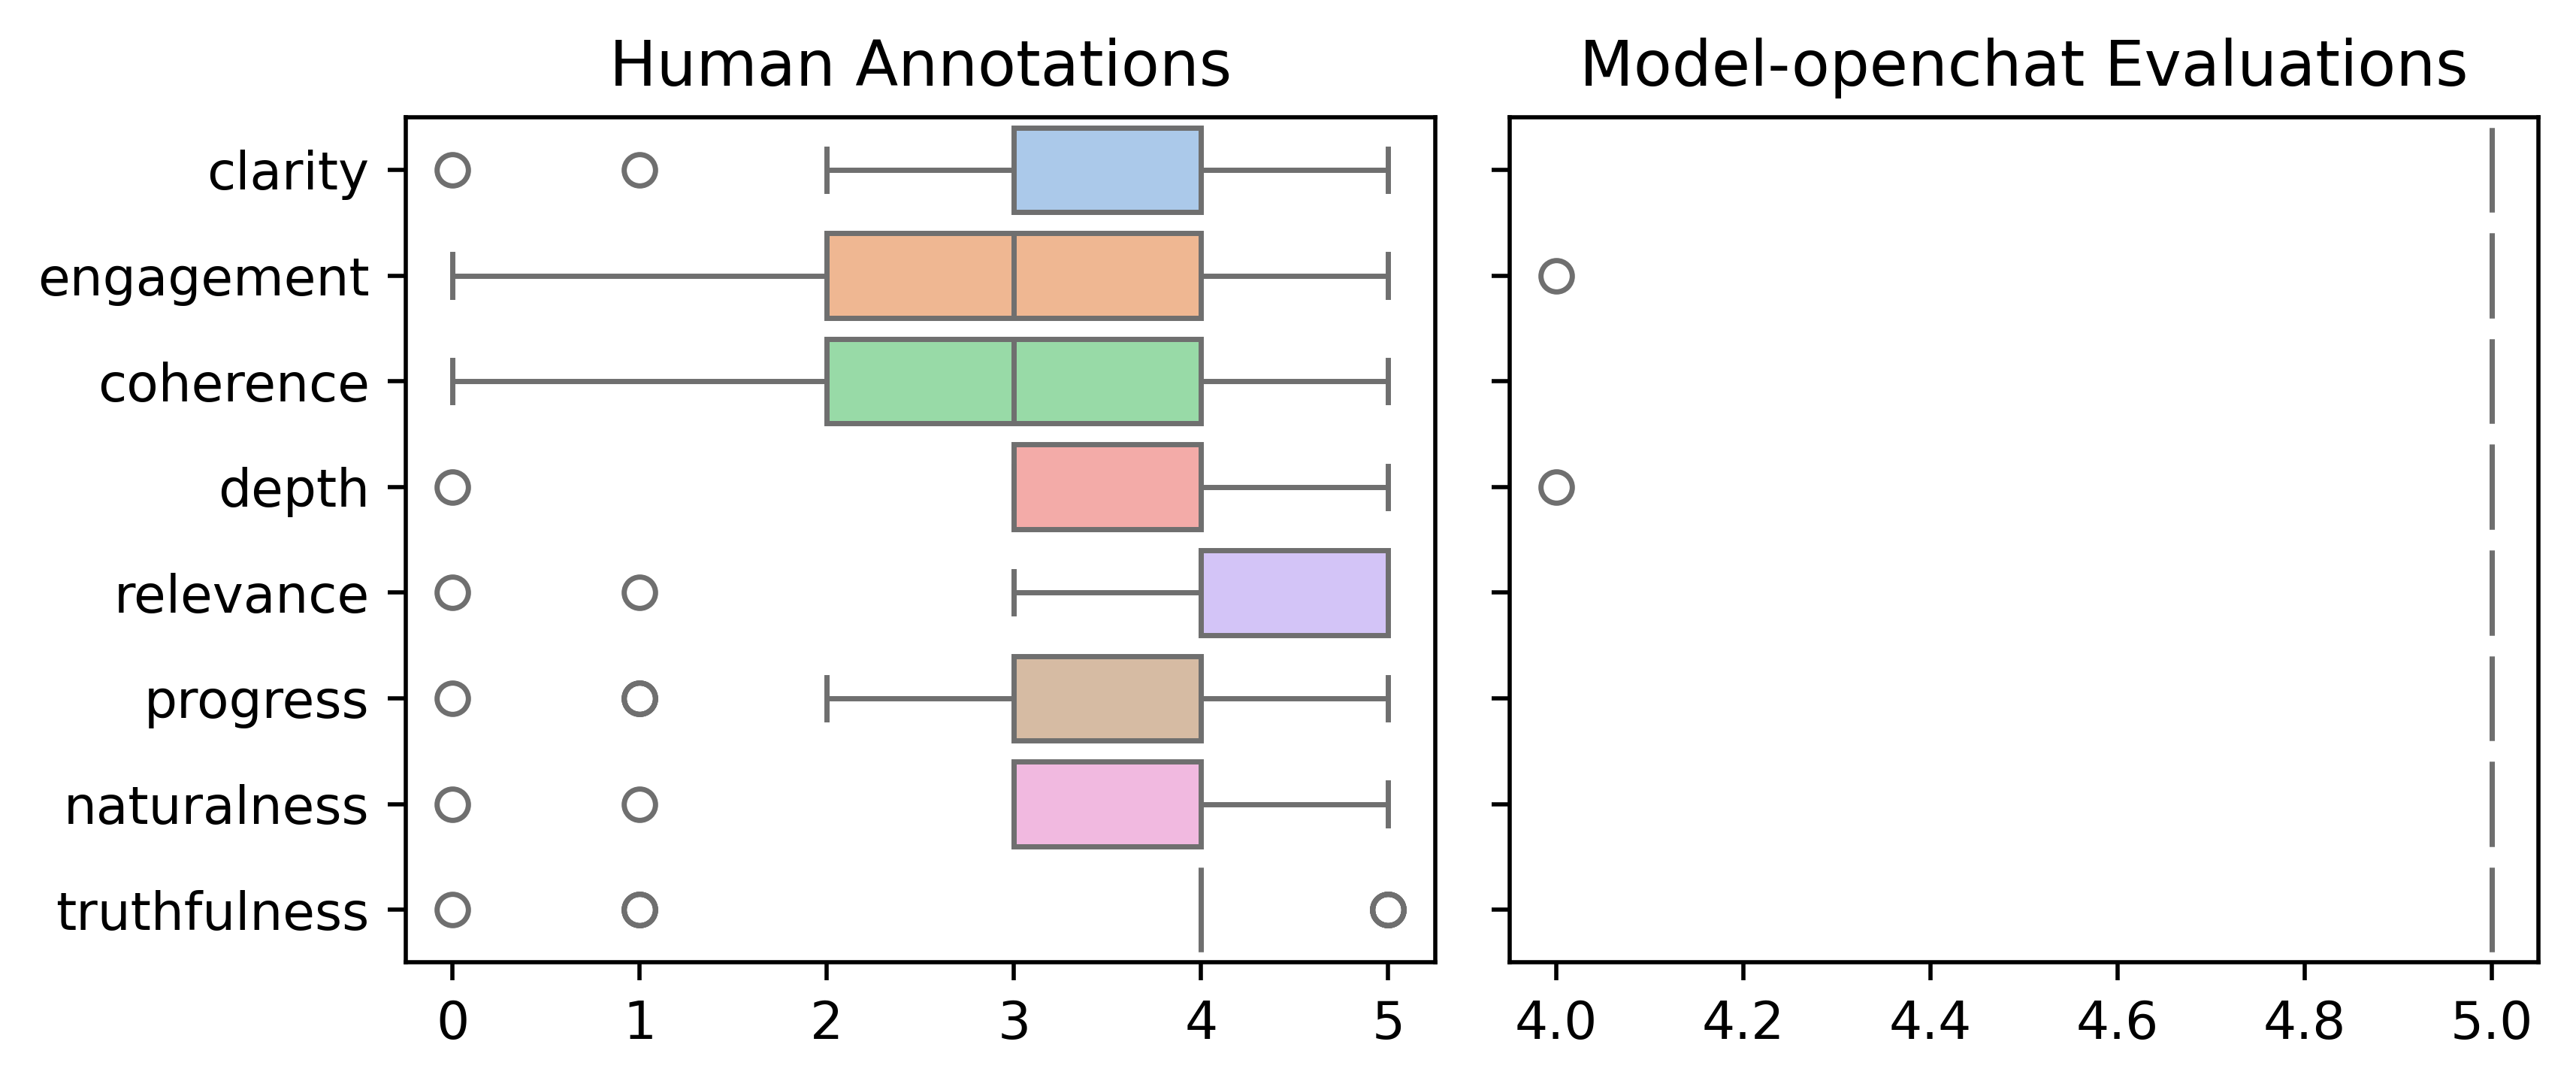 Human Annotations
Model-openchat Evaluations
clarity
engagement
coherence
depth
relevance
progress
naturalness
truthfulness
0 1 2 3 4 5
4.0 4.2 4.4 4.6 4.8 5.0